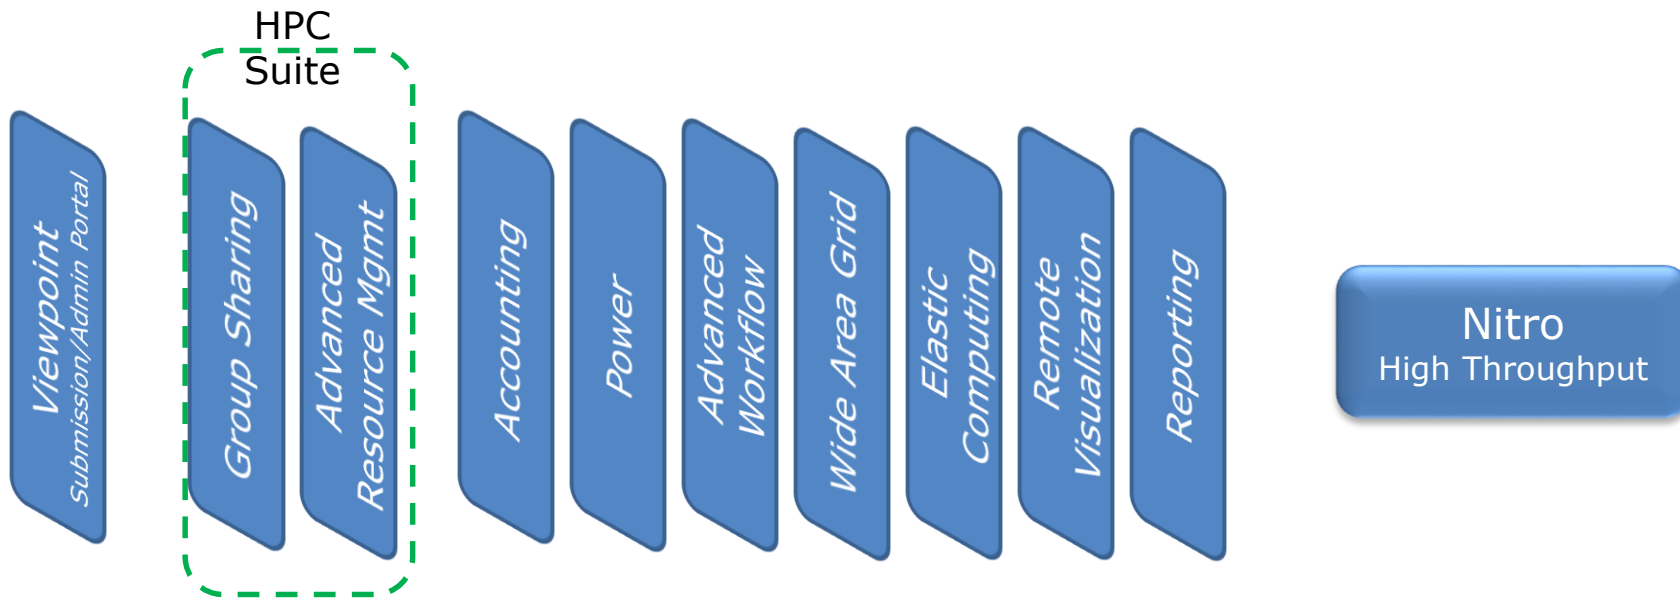 HPC
Suite
Viewpoint
Submission/Admin Portal
Group Sharing
Advanced
Resource Mgmt
Accounting
Power
Advanced
Workflow
Wide Area Grid
Elastic
Computing
Remote
Visualization
Reporting
Nitro
High Throughput